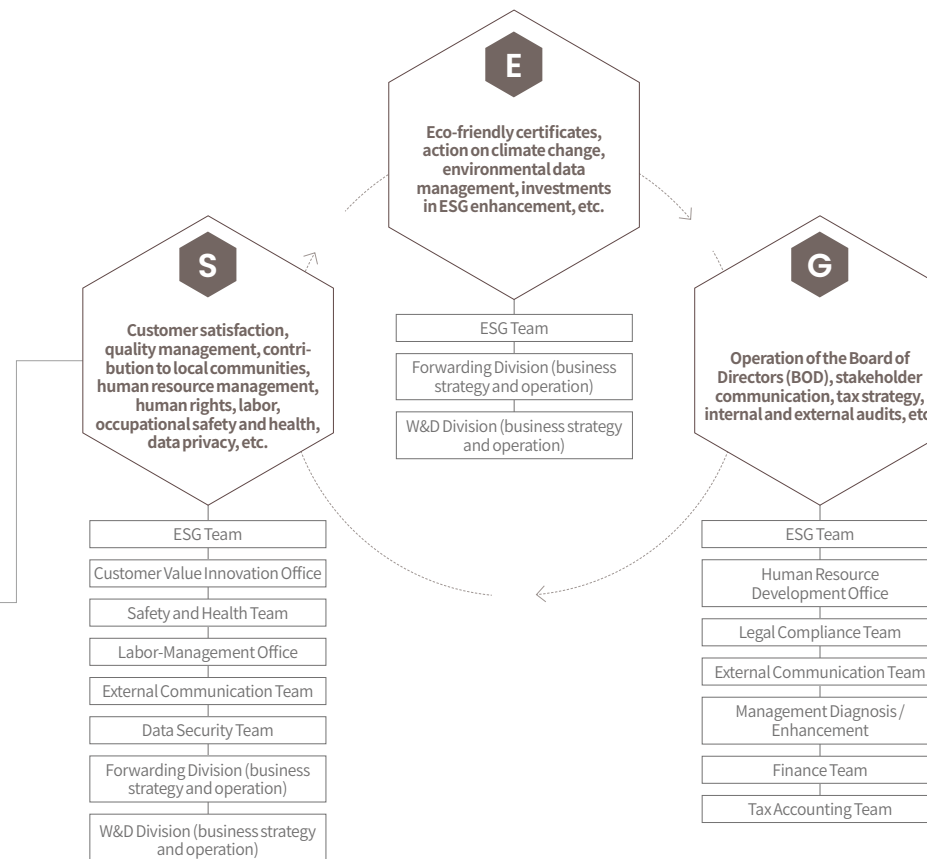 E
Eco-friendly certificates,
action on climate change,
environmental data
management, investments
in ESG enhancement, etc.
ESG Team
Forwarding Division (business
strategy and operation)
W&D Division (business strategy
and operation)
S
Customer satisfaction,
quality management, contri-
bution to local communities,
human resource management,
human rights, labor,
occupational safety and health,
data privacy, etc.
ESG Team
Customer Value Innovation Office
Safety and Health Team
Labor-Management Office
External Communication Team
Data Security Team
Forwarding Division (business
strategy and operation)
W&D Division (business strategy
and operation)
G
Operation of the Board of
Directors (BOD), stakeholder
communication, tax strategy,
internal and external audits, etc
ESG Team
Human Resource
Development Office
Legal Compliance Team
External Communication Team
Management Diagnosis /
Enhancement
Finance Team
Tax Accounting Team